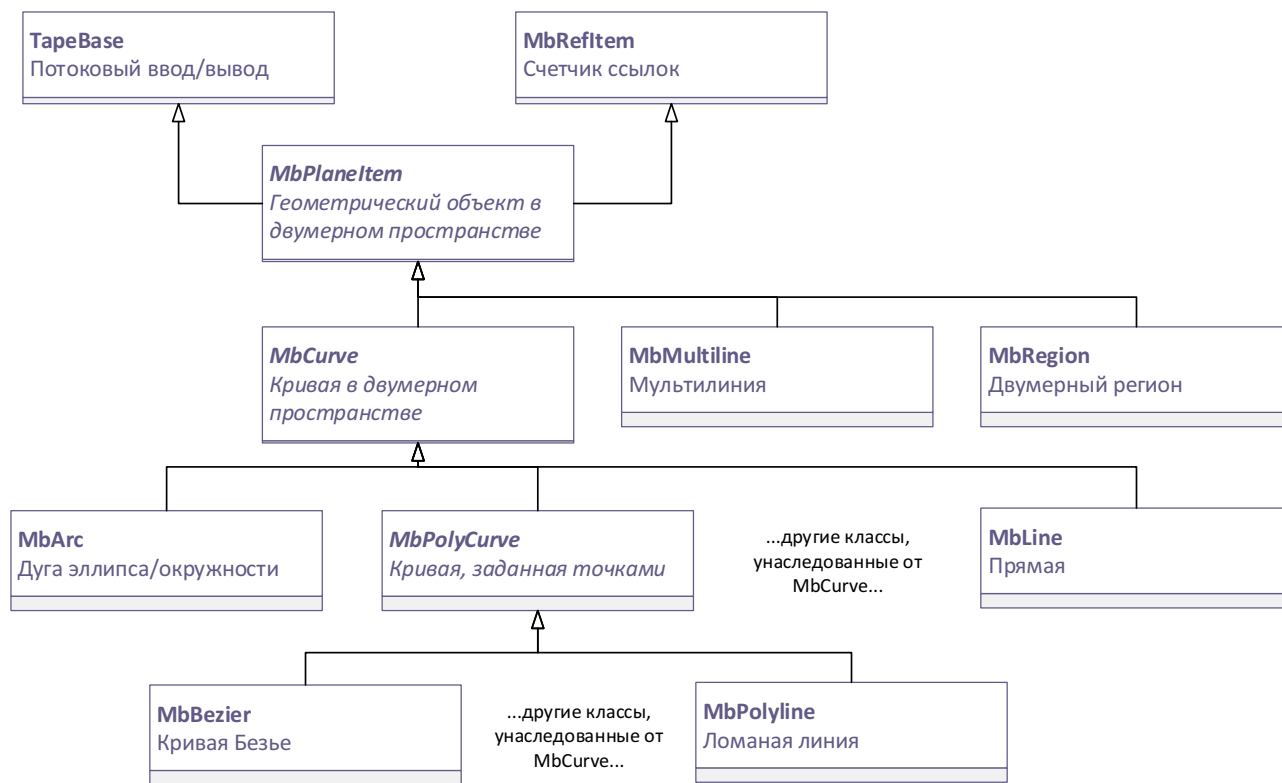 TapeBase
Потоковый ввод/вывод
MbRefItem
Счетчик ссылок
MbPlaneItem
Геометрический объект в
двумерном пространстве
MbCurve
Кривая в двумерном
пространстве
MbMultiline
Мультилиния
MbRegion
Двумерный регион
MbArc
Дуга эллипса/окружности
MbPolyCurve
Кривая, заданная точками
...другие классы,
унаследованные от
MbCurve...
MbLine
Прямая
MbBezier
Кривая Безье
...другие классы,
унаследованные от
MbCurve...
MbPolyline
Ломаная линия